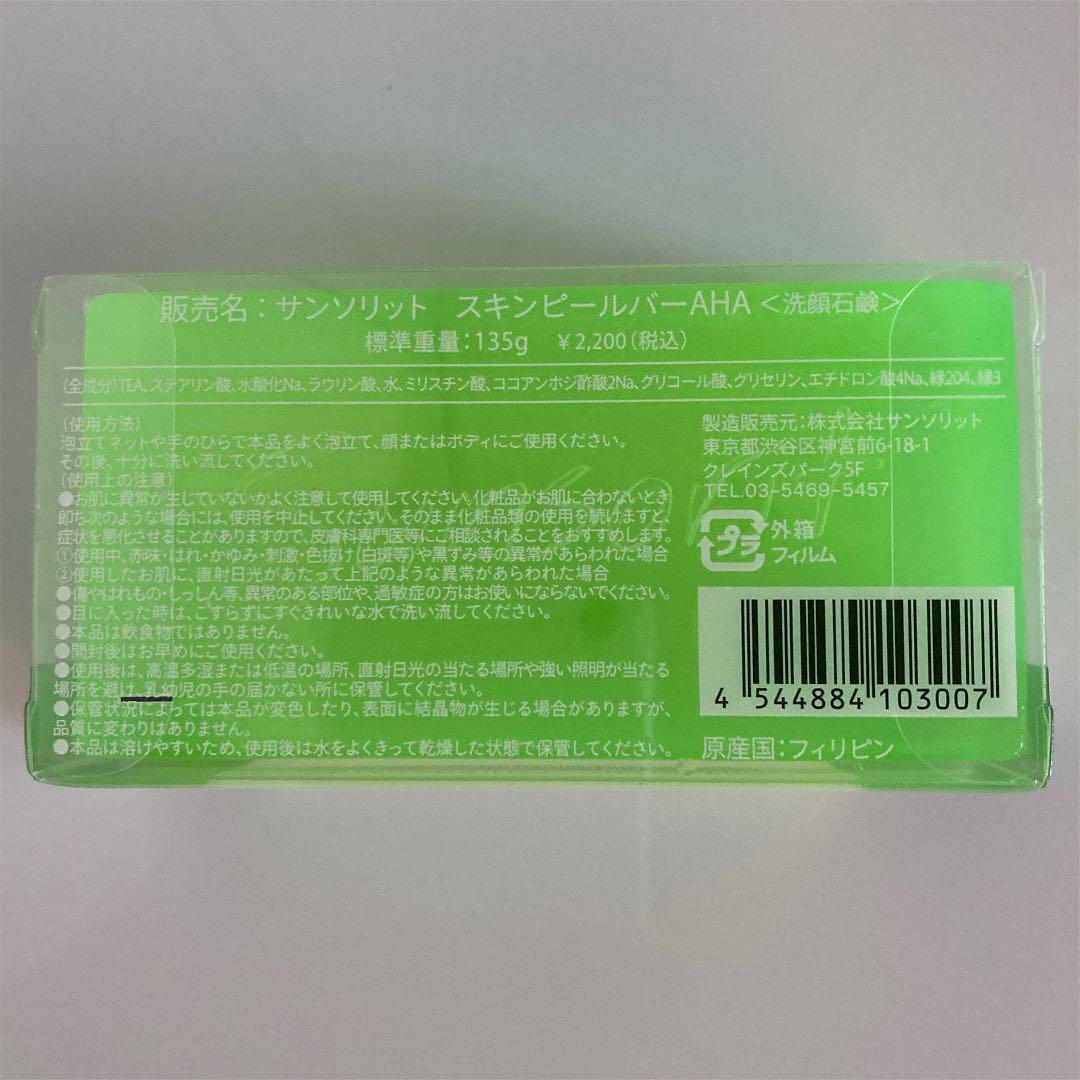 販売名：サンソリット　スキンピールバーAHA＜洗顔石鹸＞
標準重量：135g　￥2,200（税込）
（全成分）TEA、ステアリン酸、水酸化Na、ラウリン酸、水、ミリスチン酸、ココアンホジ酢酸2Na、グリコール酸、グリセリン、エチドロン酸4Na、緑204、緑3
（使用方法）
泡立てネットや手のひらで本品をよく泡立て、顔またはボディにご使用ください。
その後、十分に洗い流してください。
（使用上の注意）
●お肌に異常が生じていないかよく注意して使用してください。化粧品がお肌に合わないとき
即ち次のような場合には、使用を中止してください。そのまま化粧品類の使用を続けますと、
症状を悪化させることがありますので、皮膚科専門医等にご相談されることをおすすめします。
①使用中、赤味・はれ・かゆみ・刺激・色抜け（白斑等）や黒ずみ等の異常があらわれた場合
②使用したお肌に、直射日光があたって上記のような異常があらわれた場合
●傷やはれもの・しっしん等、異常のある部位や、過敏症の方はお使いにならないでください。
●目に入った時は、こすらずにすぐきれいな水で洗い流してください。
●本品は飲食物ではありません。
●開封後はお早めにご使用ください。
●使用後は、高温多湿または低温の場所、直射日光の当たる場所や強い照明が当たる
場所を避け、乳幼児の手の届かない所に保管してください。
●保管状況によっては本品が変色したり、表面に結晶物が生じる場合がありますが、
品質に変わりはありません。
●本品は溶けやすいため、使用後は水をよくきって乾燥した状態で保管してください。
製造販売元：株式会社サンソリット
東京都渋谷区神宮前6-18-1
クレインズパーク5F
TEL.03-5469-5457
プラ
外箱
フィルム
4 544884 103007
原産国：フィリピン